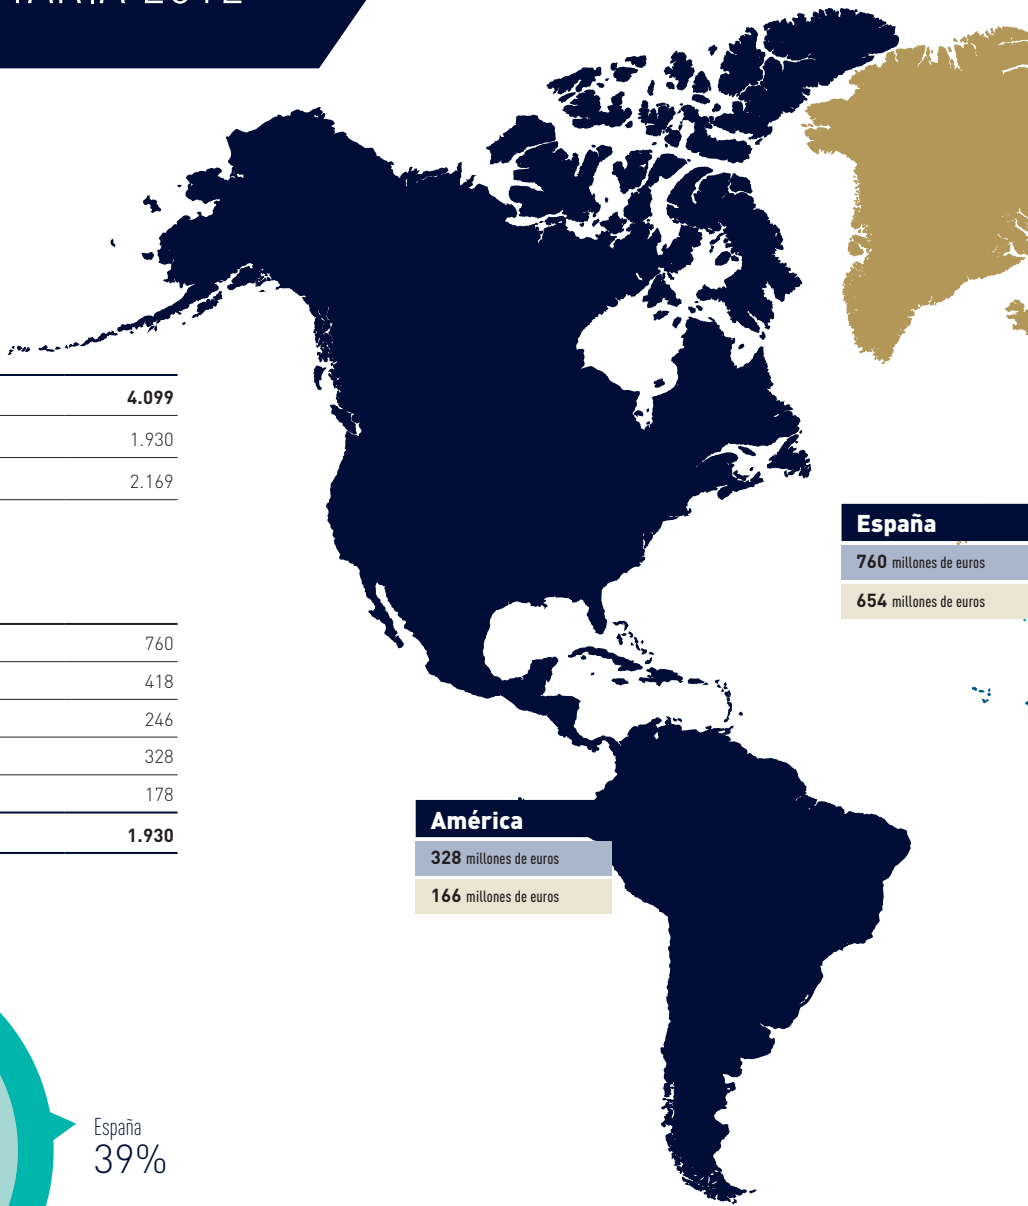 2012
4.099
1.930
2.169
760
418
246
328
178
1.930
España
760 millones de euros
654 millones de euros
América
328 millones de euros
166 millones de euros
España
39%